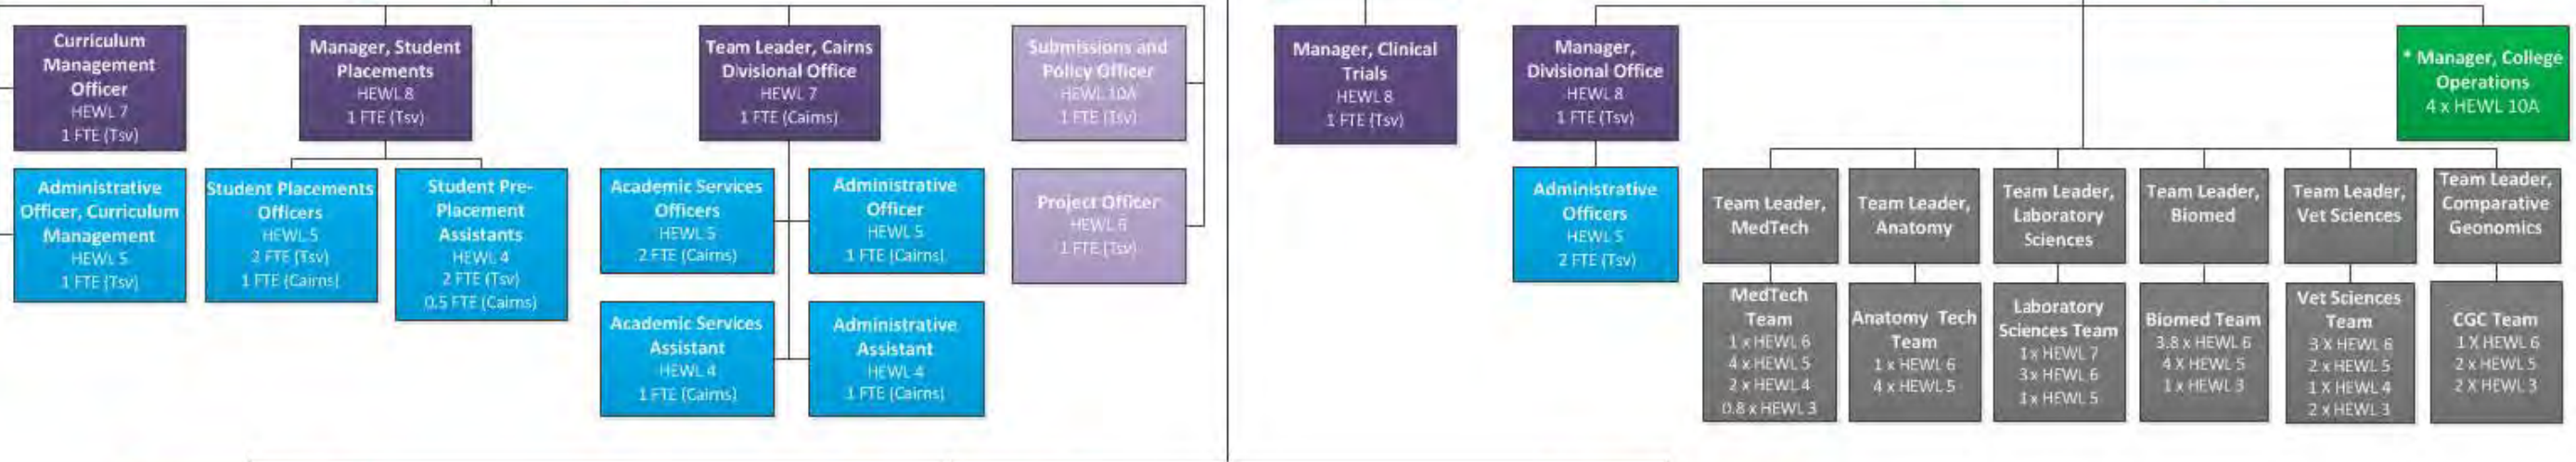 Curriculum
Management
Officer
HEWL 7
1 FTE (Tsv)
Manager, Student
Placements
HEWL 8
1 FTE (Tsv)
Team Leader, Cairns
Divisional Office
HEWL 7
1 FTE (Cairns)
Submissions and
Policy Officer
HEWL 10A
1 FTE (Tsv)
Manager, Clinical
Trials
HEWL 8
1 FTE (Tsv)
Manager,
Divisional Office
HEWL 8
1 FTE (Tsv)
* Manager, College
Operations
4 x HEWL 10A
Administrative
Officer, Curriculum
Management
HEWL 5
1 FTE (Tsv)
Student Placements
Officers
HEWL 5
2 FTE (Tsv)
1 FTE (Cairns)
Student Pre-
Placement
Assistants
HEWL 4
2 FTE (Tsv)
0.5 FTE (Cairns)
Academic Services
Officers
HEWL 5
2 FTE (Cairns)
Administrative
Officer
HEWL 5
1 FTE (Cairns)
Project Officer
HEWL 6
1 FTE (Tsv)
Administrative
Officers
HEWL 5
2 FTE (Tsv)
Team Leader,
MedTech
Team Leader,
Anatomy
Team Leader,
Laboratory
Sciences
Team Leader,
Biomed
Team Leader,
Vet Sciences
Team Leader,
Comparative
Geonomics
Academic Services
Assistant
HEWL 4
1 FTE (Cairns)
Administrative
Assistant
HEWL 4
1 FTE (Cairns)
MedTech
Team
1 x HEWL 6
4 x HEWL 5
2 x HEWL 4
0.8 x HEWL 3
Anatomy Tech
Team
1 x HEWL 6
4 x HEWL 5
Laboratory
Sciences Team
1x HEWL 7
3x HEWL 6
1x HEWL 5
Biomed Team
3.8 x HEWL 6
4 X HEWL 5
1 x HEWL 3
Vet Sciences
Team
3 X HEWL 6
2 x HEWL 5
1 X HEWL 4
2 x HEWL 3
CGC Team
1 X HEWL 6
2 x HEWL 5
2 X HEWL 3